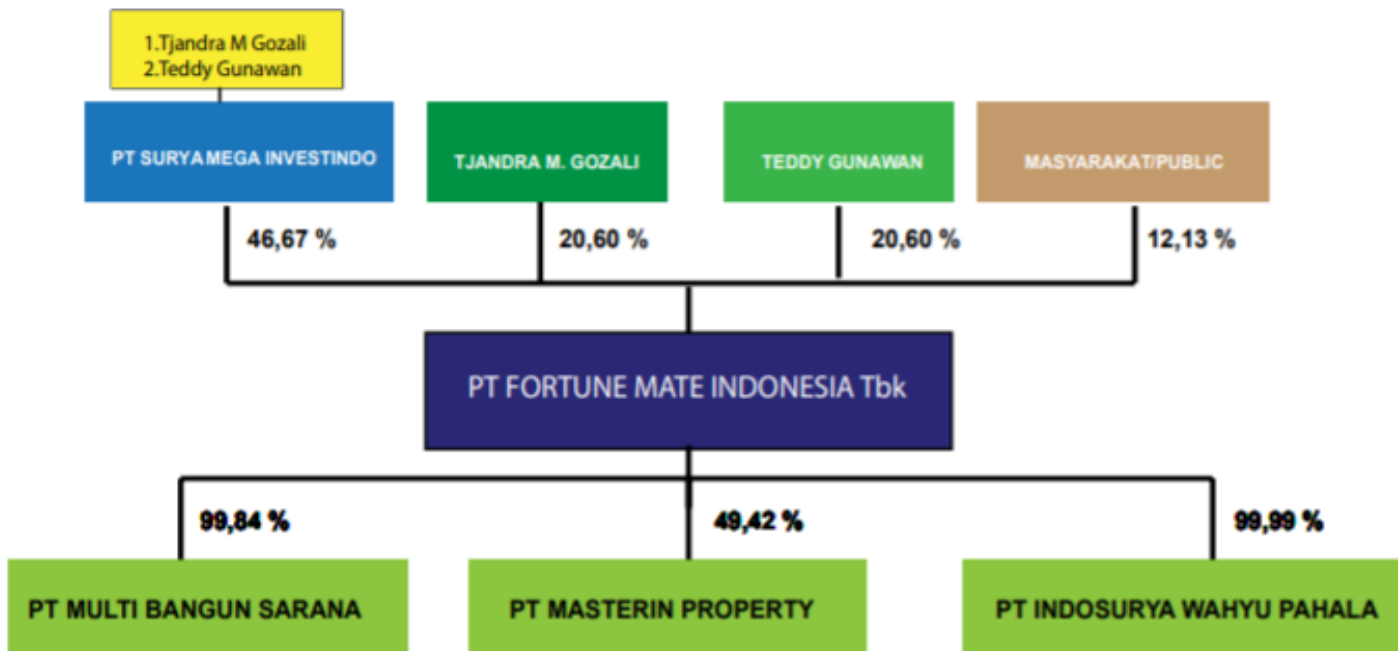 1.Tjandra M Gozali
2.Teddy Gunawan
PT SURYA MEGA INVESTINDO
TJANDRA M. GOZALI
TEDDY GUNAWAN
MASYARAKAT/PUBLIC
46,67 %
20,60 %
20,60 %
12,13 %
PT FORTUNE MATE INDONESIA Tbk
99,84 %
49,42 %
99,99 %
PT MULTI BANGUN SARANA
PT MASTERIN PROPERTY
PT INDOSURYA WAHYU PAHALA